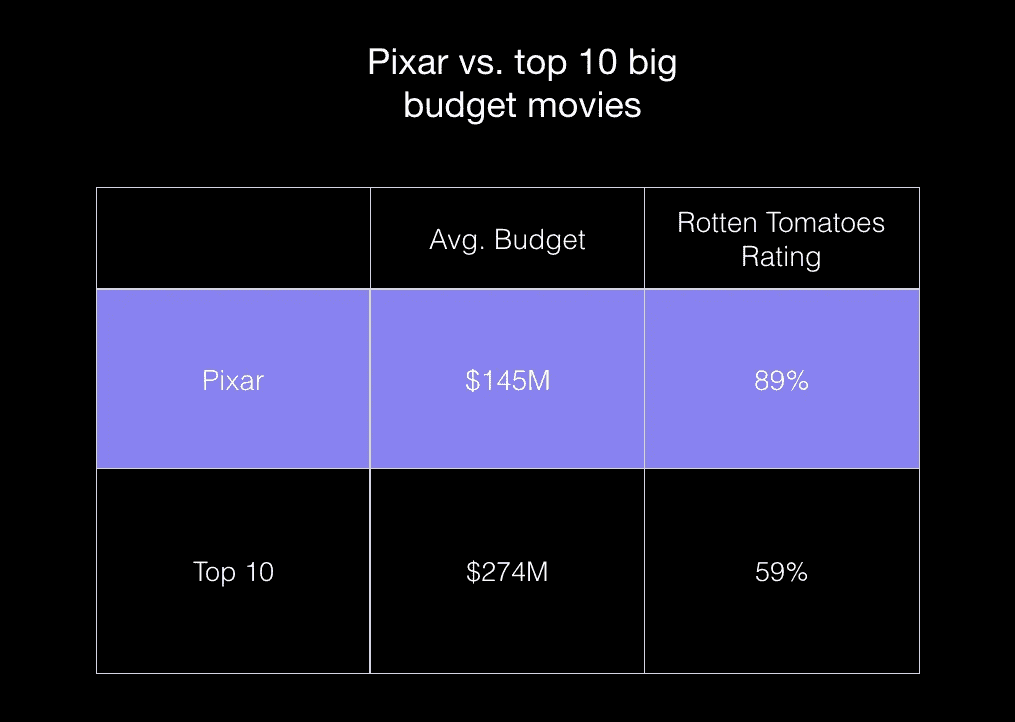 Pixar vs. top 10 big
budget movies
Avg. Budget
Rotten Tomatoes
Rating
Pixar
$145M
89%
Top 10
$274M
59%